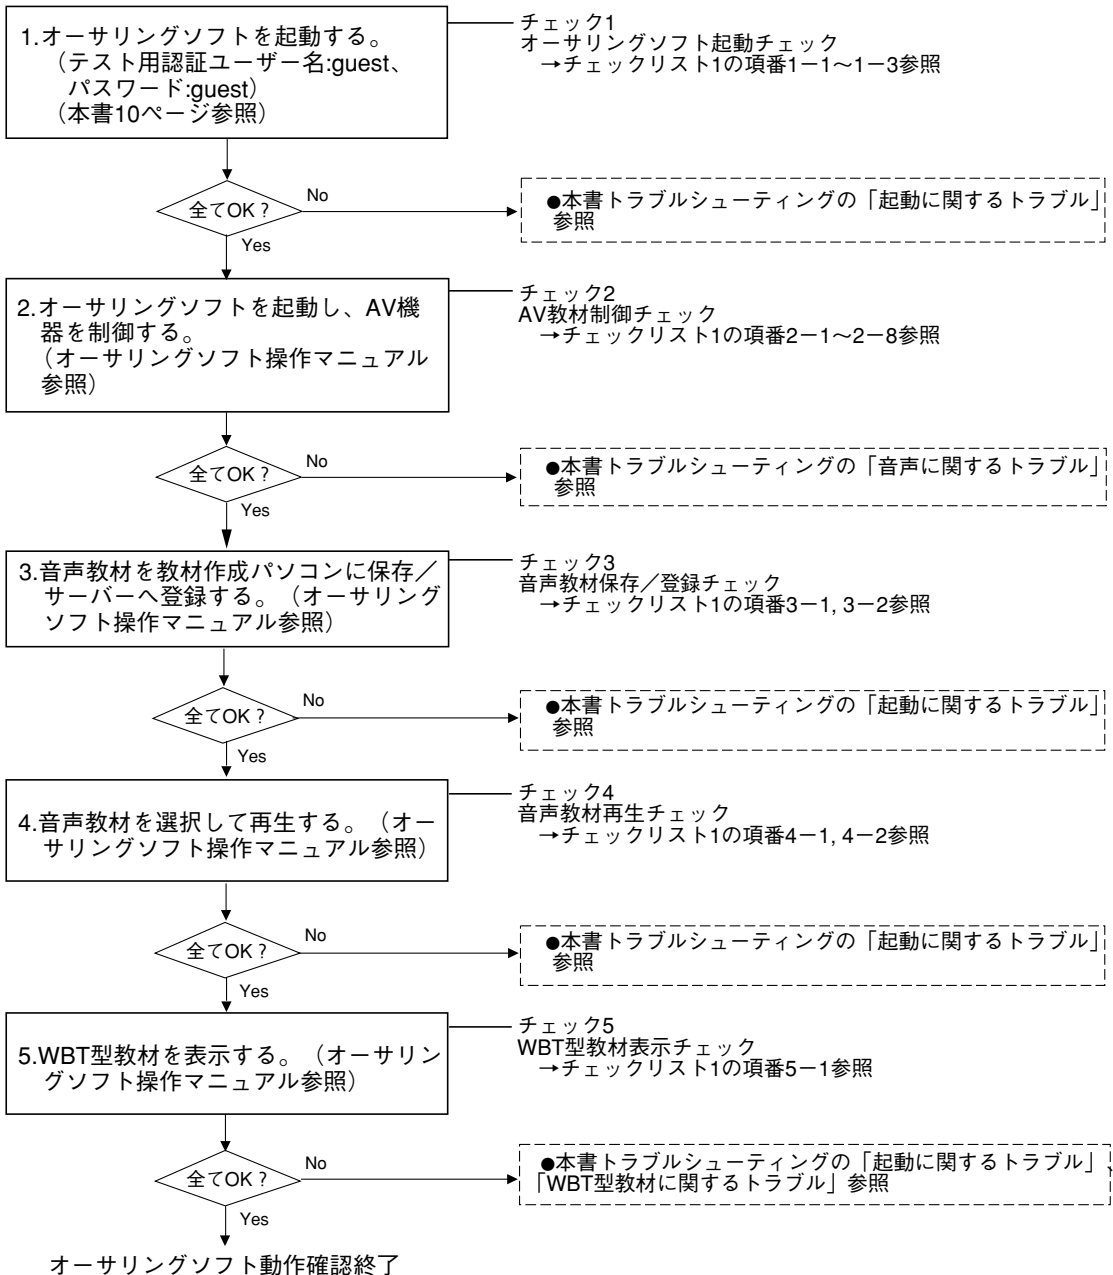 1.オーサリングソフトを起動する。
（テスト用認証ユーザー名:guest、
パスワード:guest）
（本書10ページ参照）
チェック1
オーサリングソフト起動チェック
→チェックリスト1の項番1－1～1－3参照
全てOK？
No
●本書トラブルシューティングの「起動に関するトラブル」
参照
Yes
2.オーサリングソフトを起動し、AV機
器を制御する。
（オーサリングソフト操作マニュアル
参照）
チェック2
AV教材制御チェック
→チェックリスト1の項番2－1～2－8参照
全てOK？
No
●本書トラブルシューティングの「音声に関するトラブル」
参照
Yes
3.音声教材を教材作成パソコンに保存／
サーバーへ登録する。（オーサリング
ソフト操作マニュアル参照）
チェック3
音声教材保存／登録チェック
→チェックリスト1の項番3－1, 3－2参照
全てOK？
No
●本書トラブルシューティングの「起動に関するトラブル」
参照
Yes
4.音声教材を選択して再生する。（オー
サリングソフト操作マニュアル参照）
チェック4
音声教材再生チェック
→チェックリスト1の項番4－1, 4－2参照
全てOK？
No
●本書トラブルシューティングの「起動に関するトラブル」
参照
Yes
5.WBT型教材を表示する。（オーサリン
グソフト操作マニュアル参照）
チェック5
WBT型教材表示チェック
→チェックリスト1の項番5－1参照
全てOK？
No
●本書トラブルシューティングの「起動に関するトラブル」、
「WBT型教材に関するトラブル」参照
Yes
オーサリングソフト動作確認終了